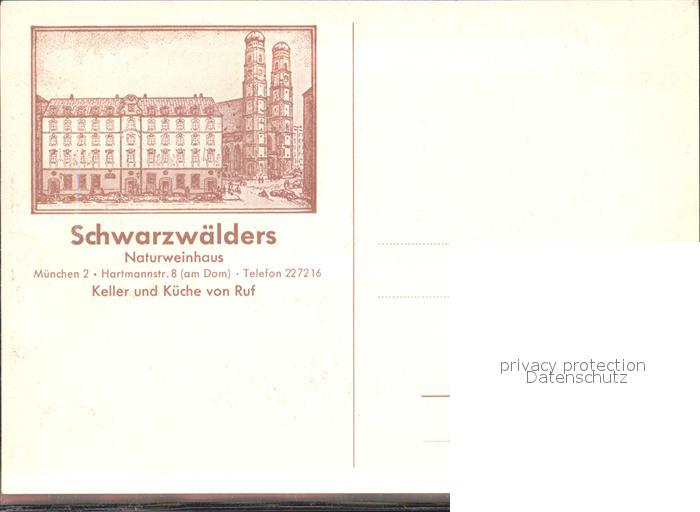 Schwarzwälders
Naturweinhaus
München 2 • Hartmannstr. 8 (am Dom) · Telefon 227216
Keller und Küche von Ruf
privacy protection
Datenschutz